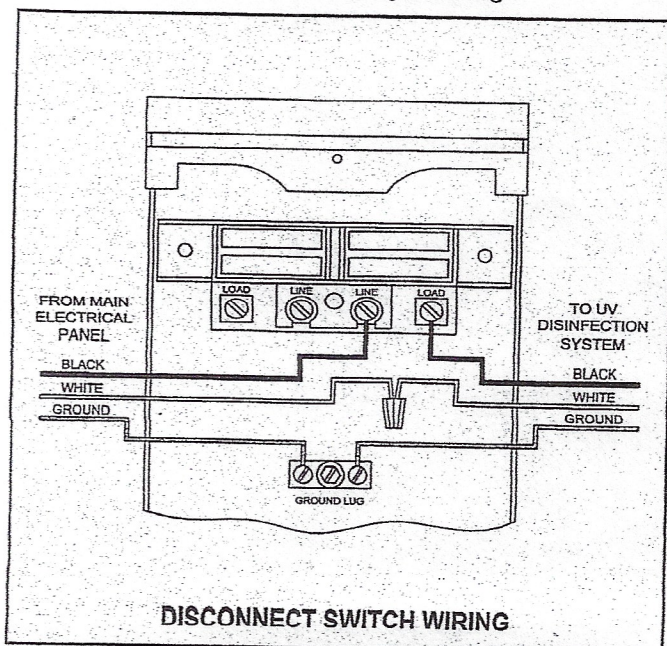 LOAD LINE LINE LOAD
FROM MAIN
ELECTRICAL
PANEL
TO UV
DISINFECTION
SYSTEM
BLACK
WHITE
GROUND
BLACK
WHITE
GROUND
GROUND LUG
DISCONNECT SWITCH WIRING